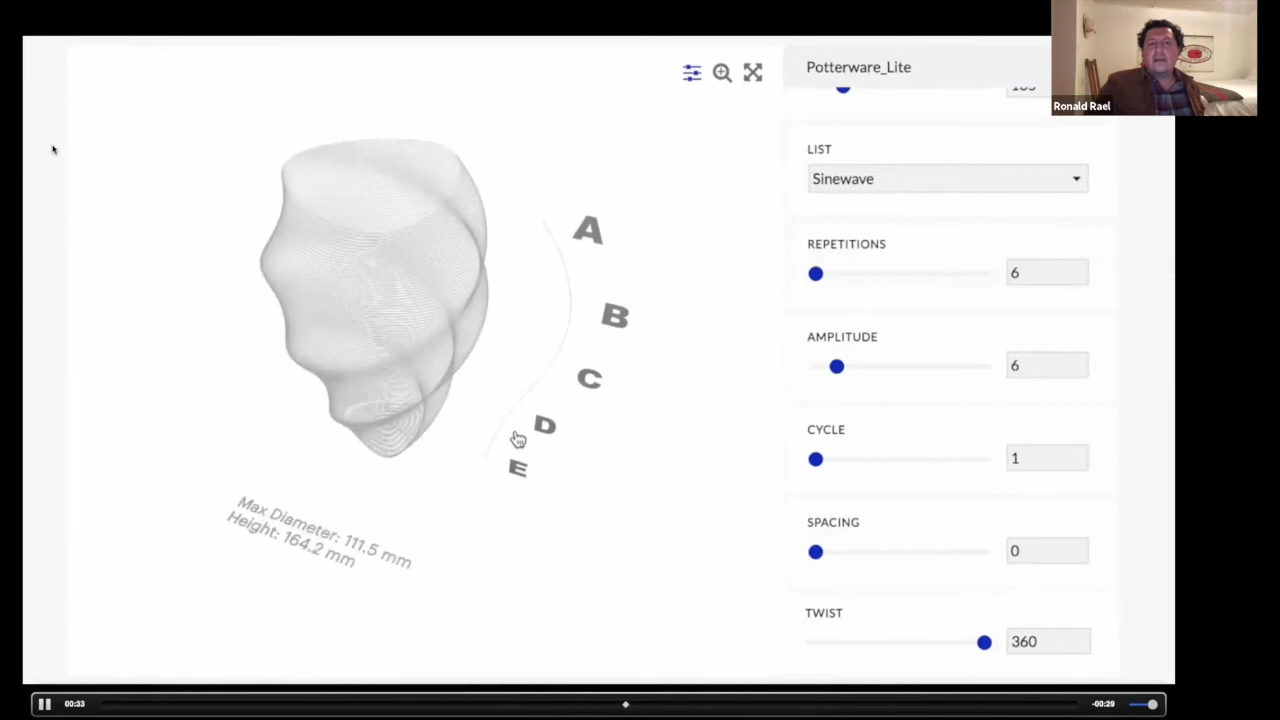 Potterware_Lite
Ronald Rael
LIST
Sinewave
REPETITIONS
6
AMPLITUDE
6
CYCLE
1
SPACING
0
TWIST
360
A
B
C
D
E
Max Diameter: 111.5 mm
Height: 164.2 mm
00:33
-00:29